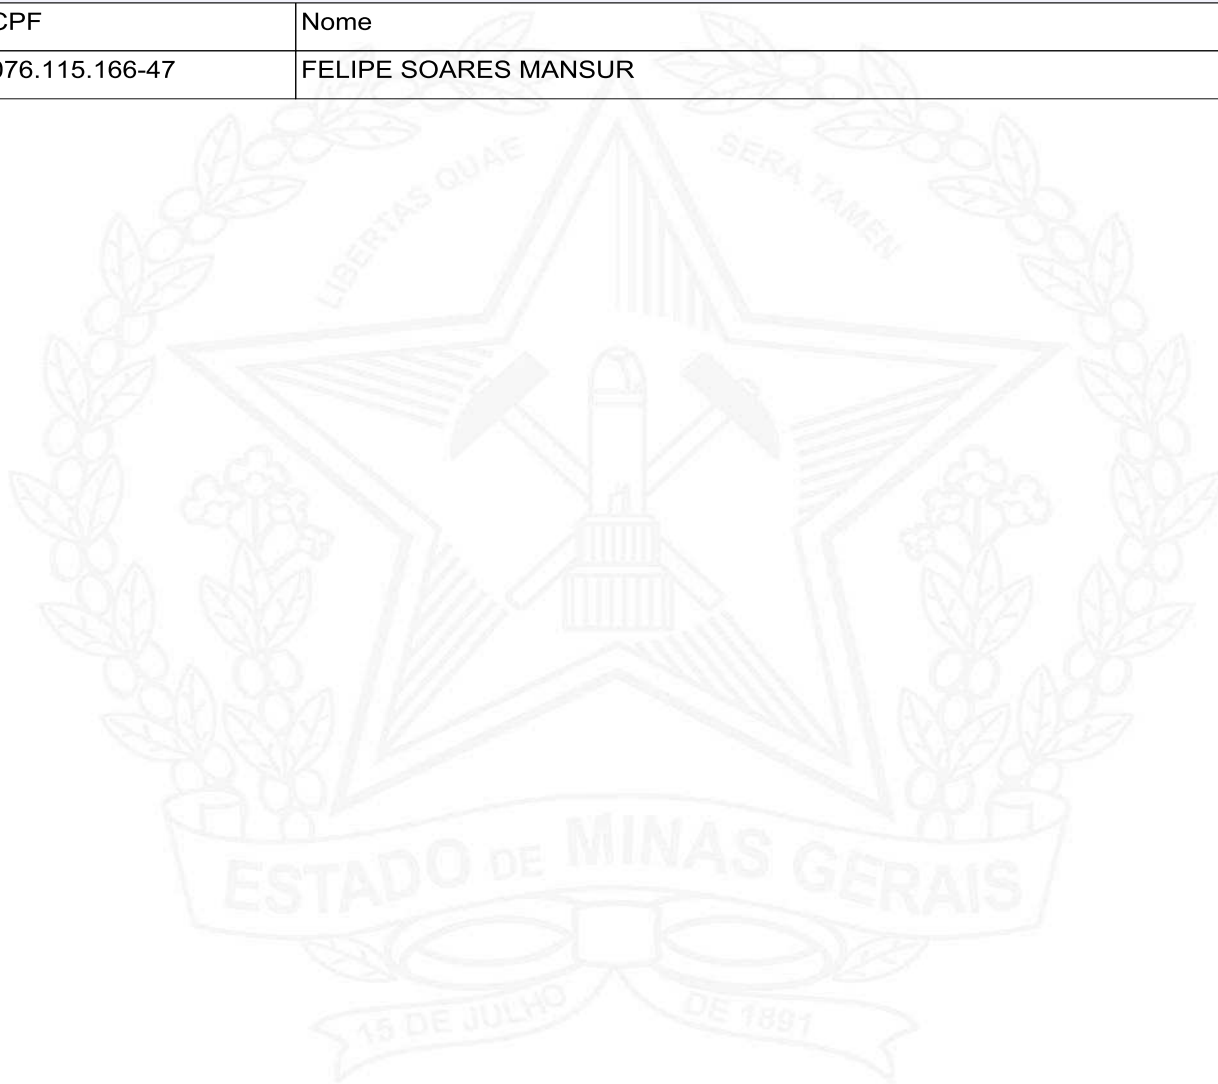 CPF Nome
076.115.166-47 FELIPE SOARES MANSUR
LIBERTAS QUAE SERA TAMEN
ESTADO DE MINAS GERAIS
15 DE JULHO DE 1891